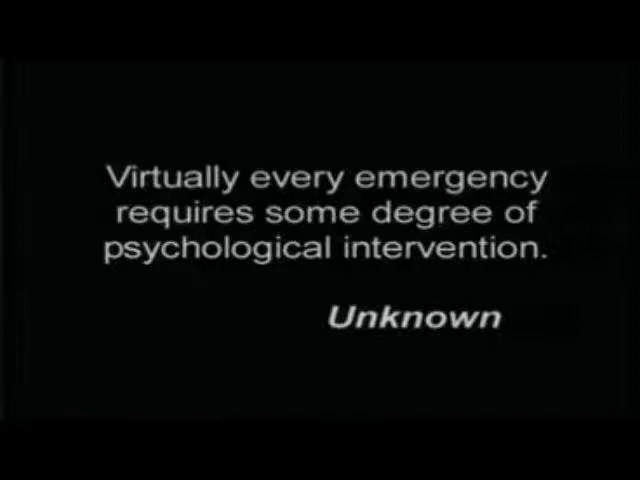 Virtually every emergency
requires some degree of
psychological intervention.
Unknown